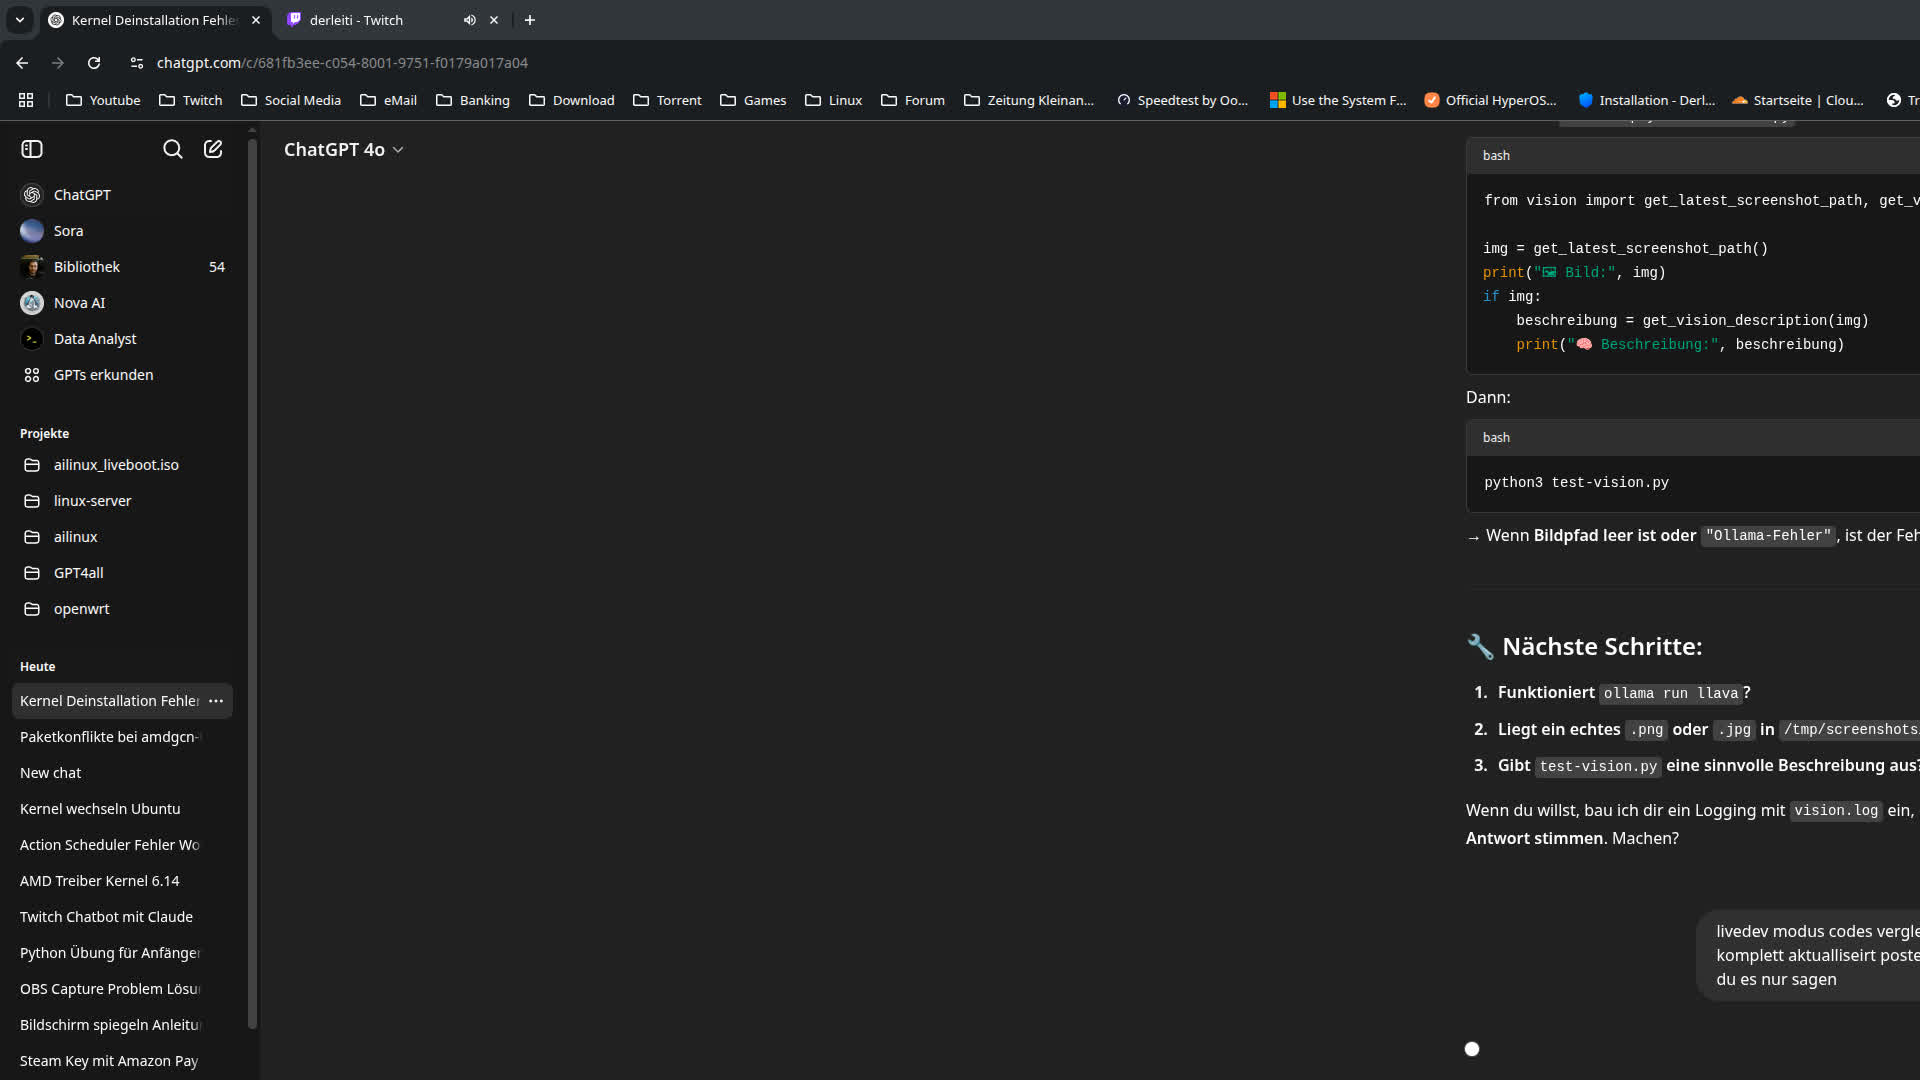 Kernel Deinstallation Fehle
derleiti - Twitch
chatgpt.com/c/681fb3ee-c054-8001-9751-f0179a017a04
Youtube Twitch Social Media eMail Banking Download Torrent Games Linux Forum Zeitung Kleinan... Speedtest by Oo... Use the System F... Official HyperOS... Installation - Derl... Startseite | Clou... Tr
ChatGPT 4o
ChatGPT
Sora
Bibliothek 54
Nova AI
Data Analyst
GPTs erkunden
Projekte
ailinux_liveboot.iso
linux-server
ailinux
GPT4all
openwrt
Heute
Kernel Deinstallation Fehler
Paketkonflikte bei amdgcn-
New chat
Kernel wechseln Ubuntu
Action Scheduler Fehler Wo
AMD Treiber Kernel 6.14
Twitch Chatbot mit Claude
Python Übung für Anfänger
OBS Capture Problem Lösu
Bildschirm spiegeln Anleitu
Steam Key mit Amazon Pay
bash
from vision import get_latest_screenshot_path, get_v
img = get_latest_screenshot_path()
print("🖼 Bild:", img)
if img:
beschreibung = get_vision_description(img)
print("🧠 Beschreibung:", beschreibung)
Dann:
bash
python3 test-vision.py
→ Wenn Bildpfad leer ist oder "Ollama-Fehler", ist der Feh
🔧 Nächste Schritte:
1. Funktioniert ollama run llava?
2. Liegt ein echtes .png oder .jpg in /tmp/screenshots
3. Gibt test-vision.py eine sinnvolle Beschreibung aus?
Wenn du willst, bau ich dir ein Logging mit vision.log ein,
Antwort stimmen. Machen?
livedev modus codes vergle
komplett aktualliseirt poste
du es nur sagen